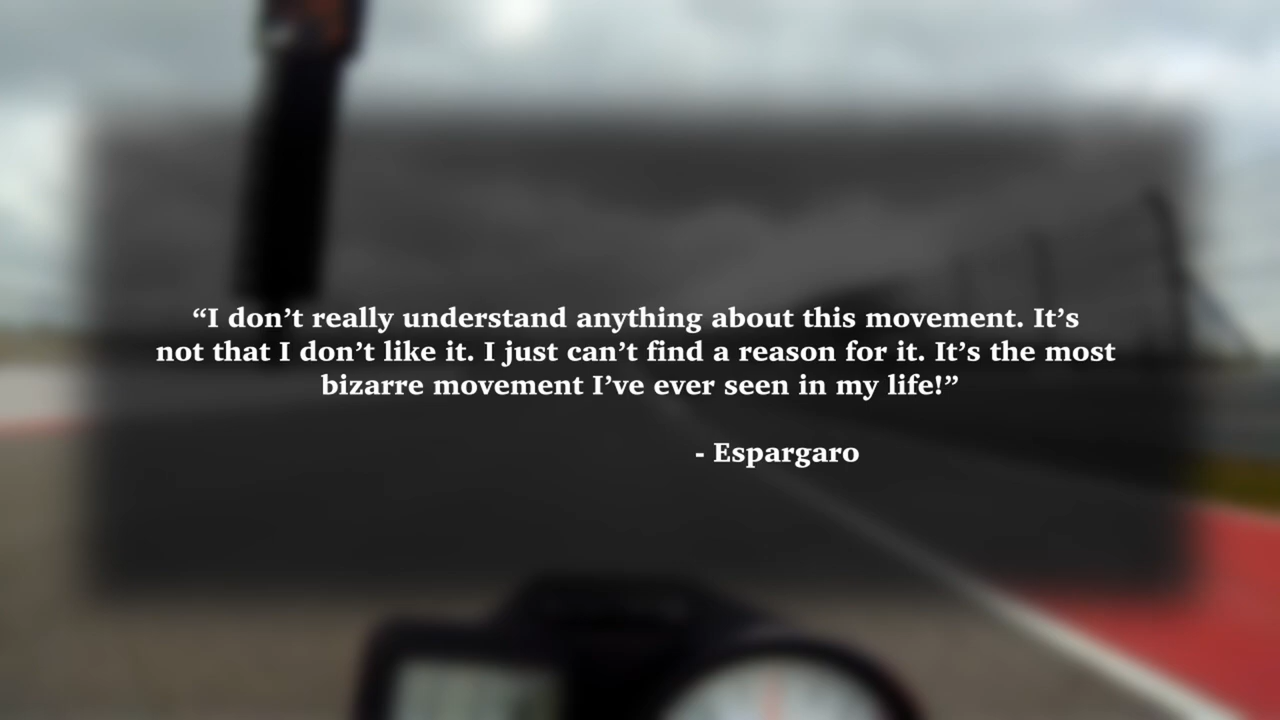 “I don’t really understand anything about this movement. It’s
not that I don’t like it. I just can’t find a reason for it. It’s the most
bizarre movement I’ve ever seen in my life!”
- Espargaro